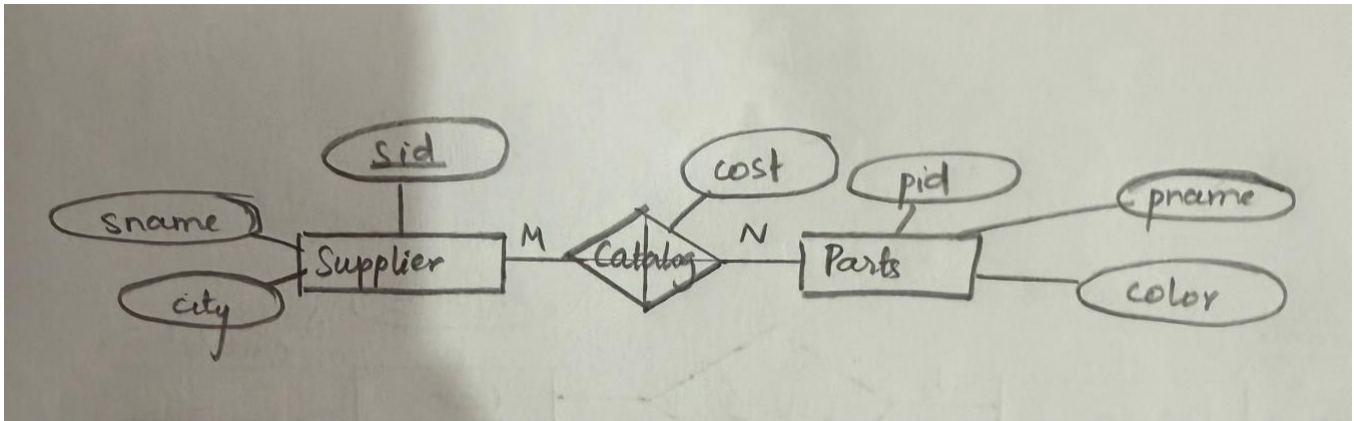 sid
cost
pid
pname
sname
Supplier
M
Catalog
N
Parts
city
color